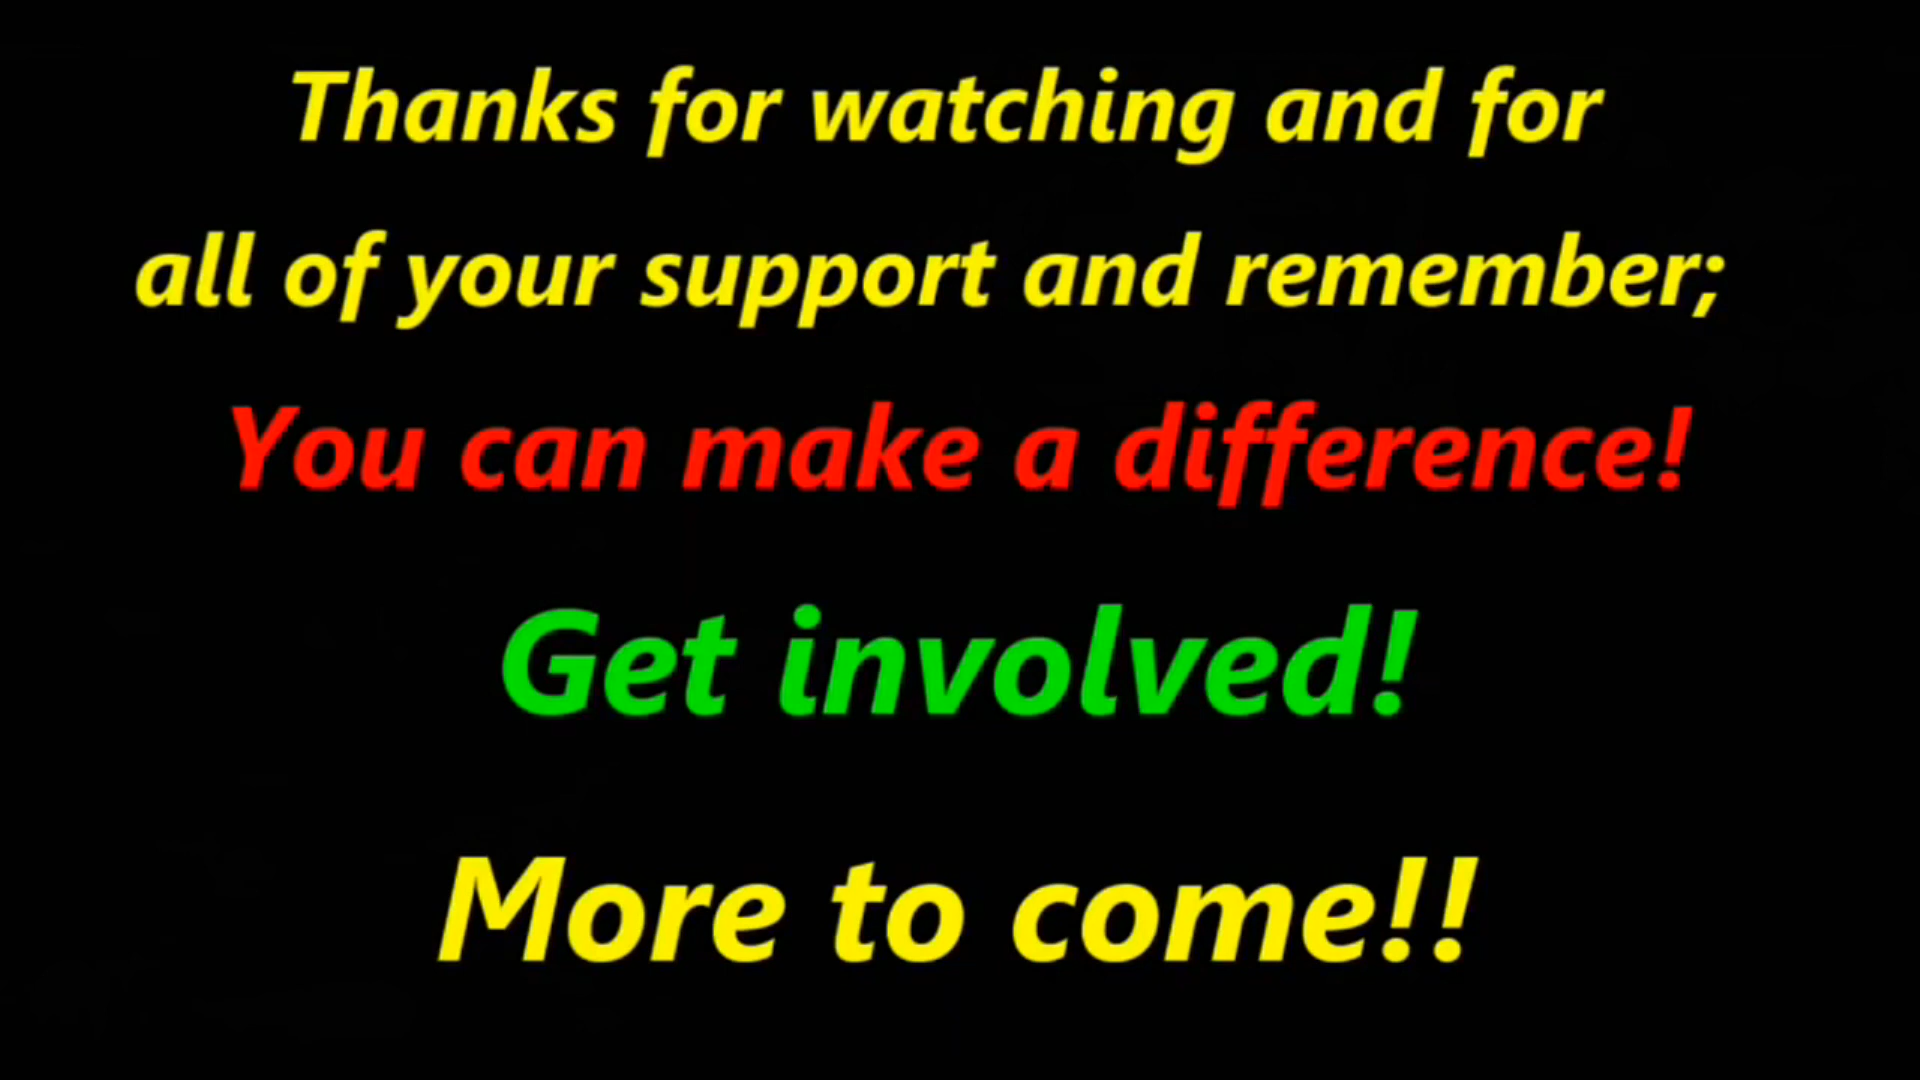 Thanks for watching and for
all of your support and remember;
You can make a difference!
Get involved!
More to come!!